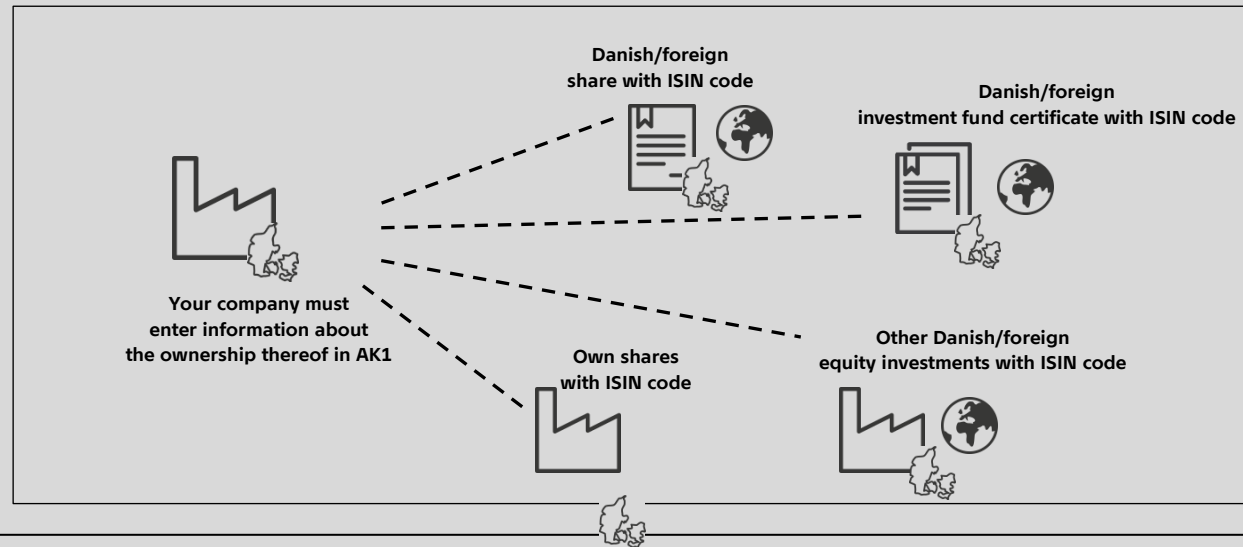 Danish/foreign
share with ISIN code
Danish/foreign
investment fund certificate with ISIN code
Your company must
enter information about
the ownership thereof in AK1
Own shares
with ISIN code
Other Danish/foreign
equity investments with ISIN code